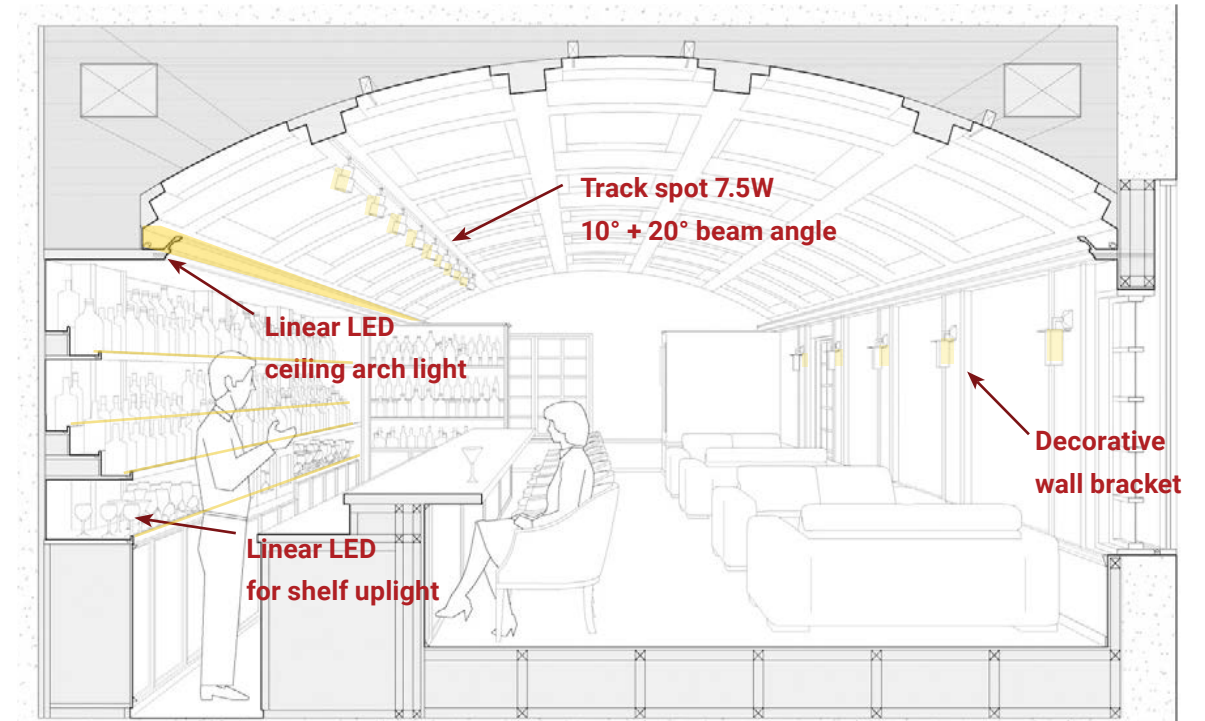 Track spot 7.5W
10° + 20° beam angle
Linear LED
ceiling arch light
Decorative
wall bracket
Linear LED
for shelf uplight